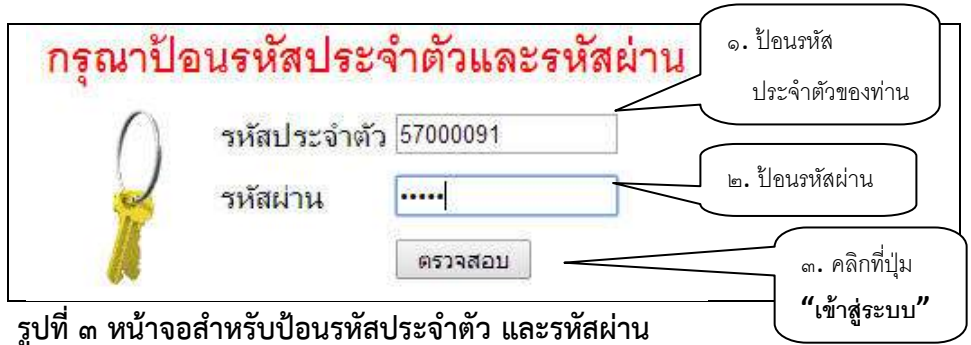 กรุณาป้อนรหัสประจำตัวและรหัสผ่าน
๑. ป้อนรหัส
ประจำตัวของท่าน
รหัสประจำตัว 57000091
รหัสผ่าน •••••
๒. ป้อนรหัสผ่าน
ตรวจสอบ
๓. คลิกที่ปุ่ม
“เข้าสู่ระบบ”
รูปที่ ๓ หน้าจอสำหรับป้อนรหัสประจำตัว และรหัสผ่าน